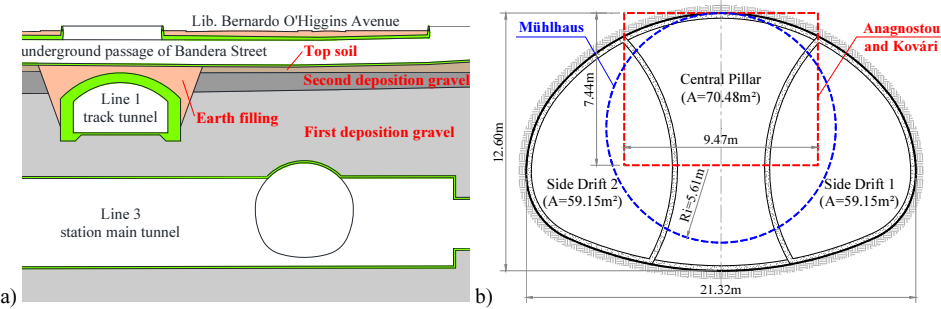 Lib. Bernardo O'Higgins Avenue
underground passage of Bandera Street
Top soil
Second deposition gravel
Line 1
track tunnel
Earth filling
First deposition gravel
Line 3
station main tunnel
a)
Mühlhaus
Anagnostou
and Kovári
Central Pillar
(A=70.48m²)
7.44m
9.47m
12.60m
Side Drift 2
(A=59.15m²)
Ri=5.61m
Side Drift 1
(A=59.15m²)
21.32m
b)